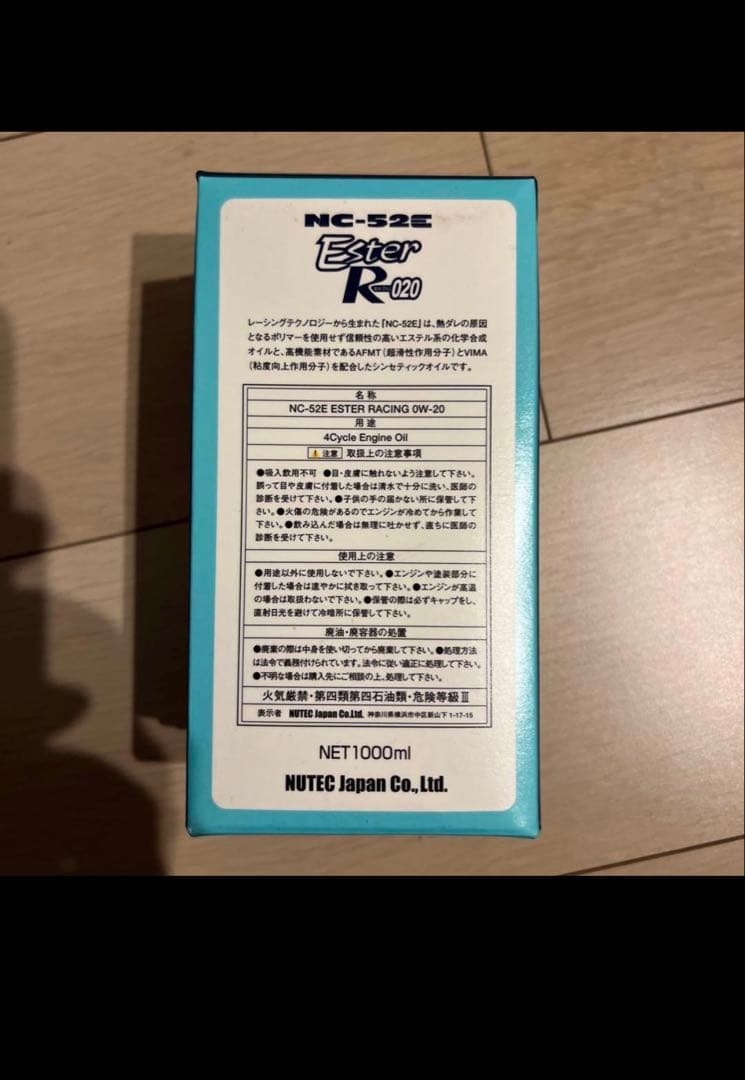 NC-52E
Ester
R 020
レーシングテクノロジーから生まれた「NC-52E」は、熱ダレの原因
となるポリマーを使用せず信頼性の高いエステル系の化学合成
オイルと、高機能素材であるAFMT(超滑性作用分子)とVIMA
(粘度向上作用分子)を配合したシンセティックオイルです。
名称
NC-52E ESTER RACING 0W-20
用途
4Cycle Engine Oil
注意 取扱上の注意事項
●吸入飲用不可 ●目・皮膚に触れないよう注意して下さい。
誤って目や皮膚に付着した場合は清水で十分に洗い、医師の
診断を受けて下さい。●子供の手の届かない所に保管して下
さい。●火傷の危険があるのでエンジンが冷めてから作業して
下さい。●飲み込んだ場合は無理に吐かせず、直ちに医師の
診断を受けて下さい。
使用上の注意
●用途以外に使用しないで下さい。●エンジンや塗装部分に
付着した場合は速やかに拭き取って下さい。●エンジンが高温
の場合は取扱わないで下さい。●保管の際は必ずキャップをし、
直射日光を避けて冷暗所に保管して下さい。
廃油・廃容器の処置
●廃棄の際は中身を使い切ってから廃棄して下さい。●処理方法
は法令で義務付けられています。法令に従い適正に処理して下さい。
●不明な場合は購入先にご相談の上、処理して下さい。
火気厳禁・第四類第四石油類・危険等級Ⅲ
表示者 NUTEC Japan Co.Ltd. 神奈川県横浜市中区新山下 1-17-15
NET1000ml
NUTEC Japan Co.,Ltd.